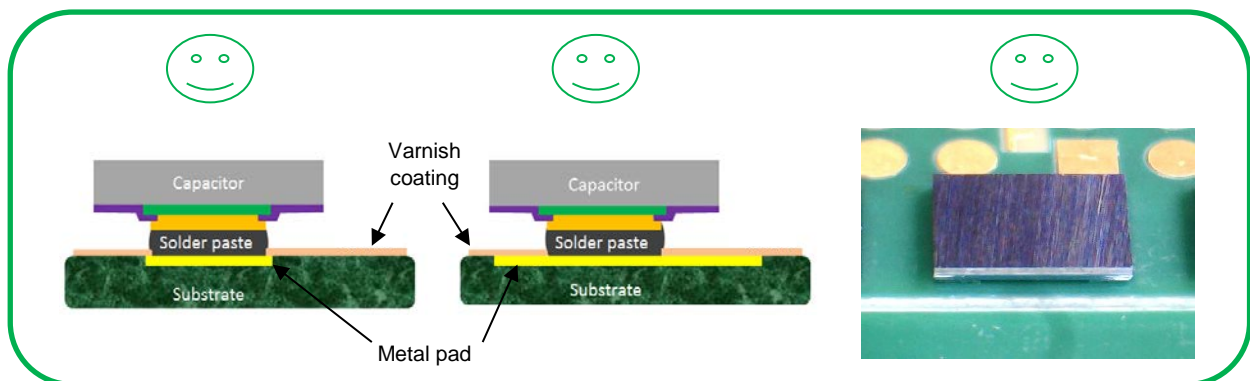 Varnish
coating
Capacitor
Capacitor
Solder paste
Solder paste
Substrate
Substrate
Metal pad